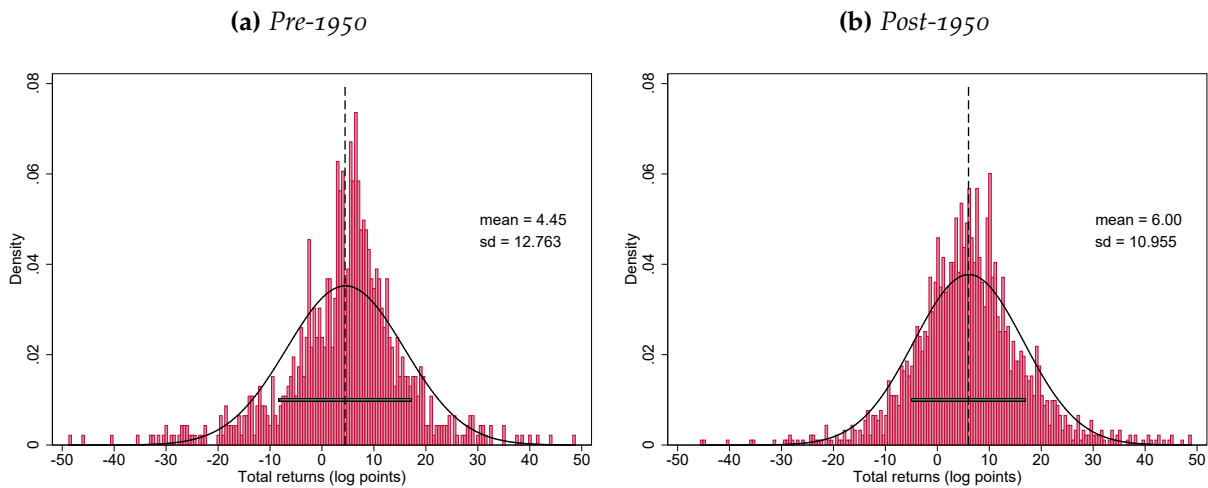 (a) Pre-1950
.08
.06
.04
.02
0
Density
mean = 4.45
sd = 12.763
-50 -40 -30 -20 -10 0 10 20 30 40 50
Total returns (log points)
(b) Post-1950
.08
.06
.04
.02
0
Density
mean = 6.00
sd = 10.955
-50 -40 -30 -20 -10 0 10 20 30 40 50
Total returns (log points)